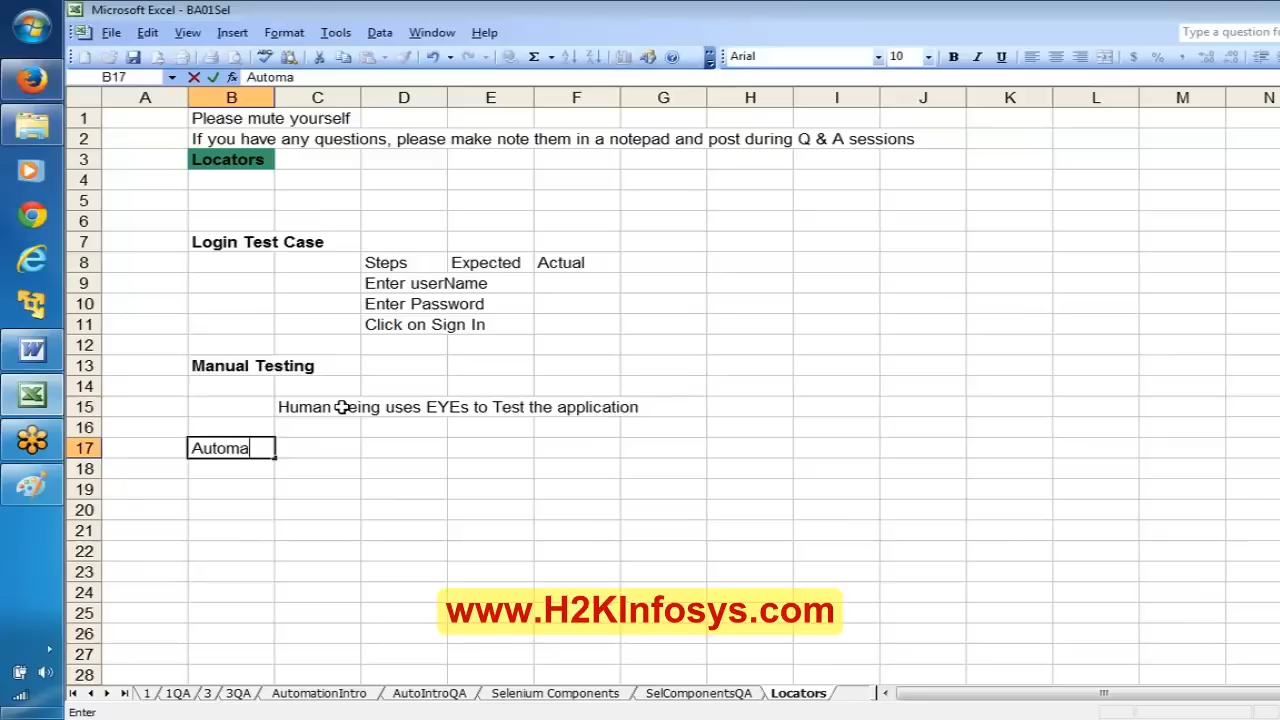 Microsoft Excel - BA01Sel
File Edit View Insert Format Tools Data Window Help
Type a question
Arial 10 B I U $ % ,
B17 fx Automa
A B C D E F G H I J K L M N
1 Please mute yourself
2 If you have any questions, please make note them in a notepad and post during Q & A sessions
3 Locators
4
5
6
7 Login Test Case
8 Steps Expected Actual
9 Enter userName
10 Enter Password
11 Click on Sign In
12
13 Manual Testing
14
15 Human eing uses EYEs to Test the application
16
17 Automa
18
19
20
21
22
23
24
www.H2KInfosys.com
25
26
27
28
1 1QA 3 3QA AutomationIntro AutoIntroQA Selenium Components SelComponentsQA Locators
Enter